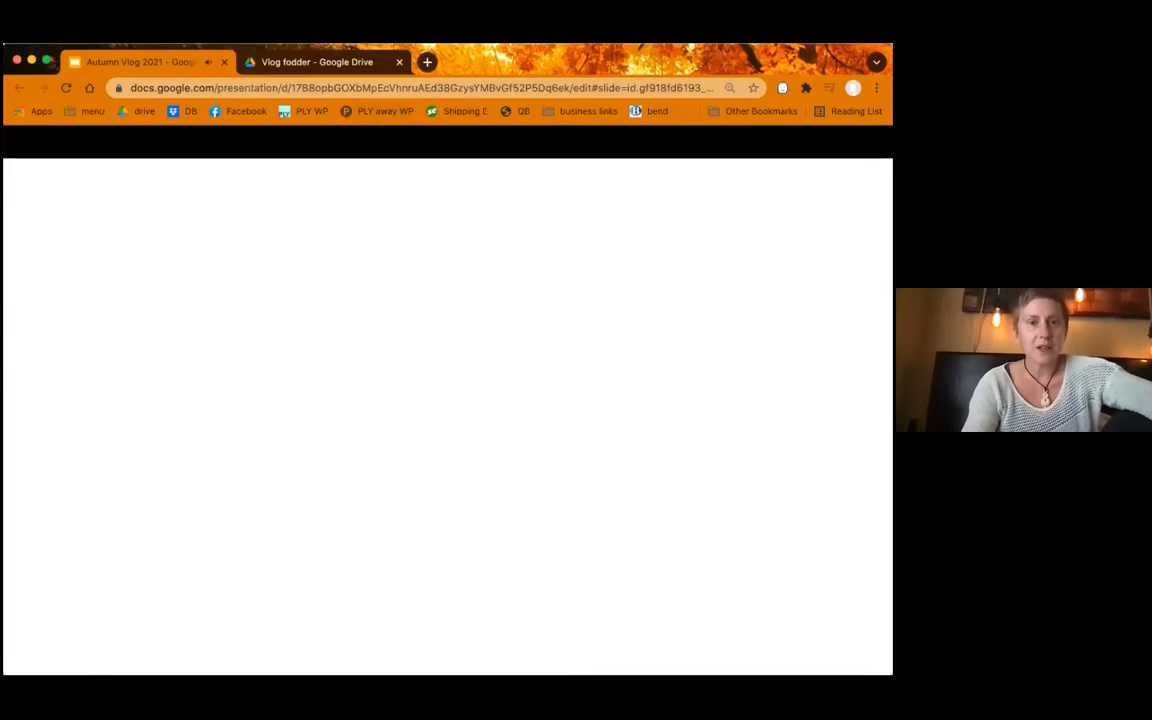 Autumn Vlog 2021 - Goog
Vlog fodder - Google Drive
docs.google.com/presentation/d/17B8opbGOXbMpEcVhnruAEd38GzysYMBvGf52P5Dq6ek/edit#slide=id.gf918fd6193_...
Apps menu drive DB Facebook PLY WP PLY away WP Shipping E QB business links bend Other Bookmarks Reading List